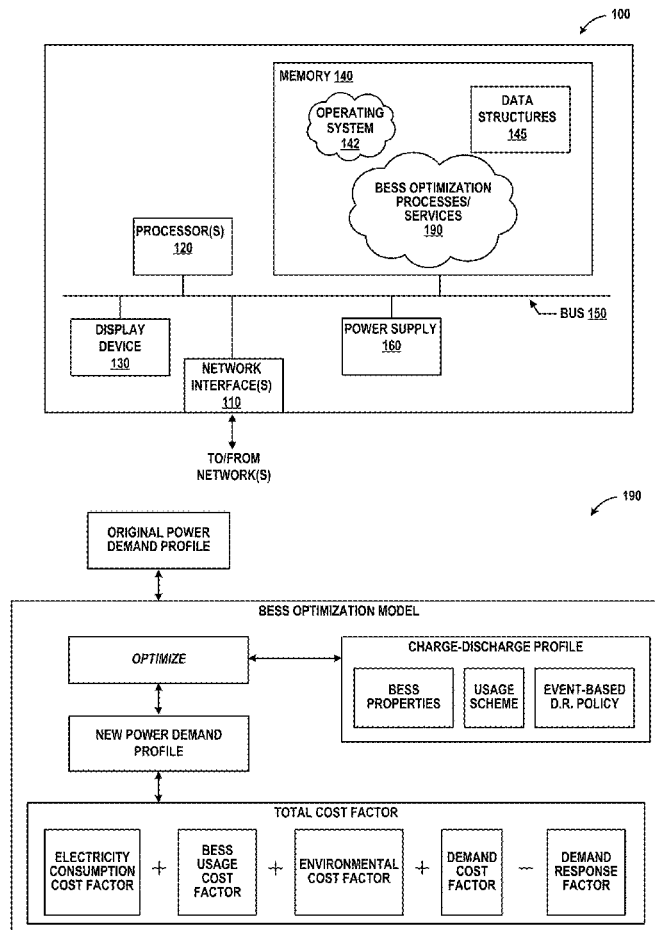 100
MEMORY 140
OPERATING
SYSTEM
142
DATA
STRUCTURES
145
BESS OPTIMIZATION
PROCESSES/
SERVICES
190
PROCESSOR(S)
120
BUS 150
DISPLAY
DEVICE
130
POWER SUPPLY
160
NETWORK
INTERFACE(S)
110
TO/FROM
NETWORK(S)
190
ORIGINAL POWER
DEMAND PROFILE
BESS OPTIMIZATION MODEL
OPTIMIZE
CHARGE-DISCHARGE PROFILE
BESS
PROPERTIES
USAGE
SCHEME
EVENT-BASED
D.R. POLICY
NEW POWER DEMAND
PROFILE
TOTAL COST FACTOR
ELECTRICITY
CONSUMPTION
COST FACTOR
+
BESS
USAGE
COST
FACTOR
+
ENVIRONMENTAL
COST FACTOR
+
DEMAND
COST
FACTOR
–
DEMAND
RESPONSE
FACTOR